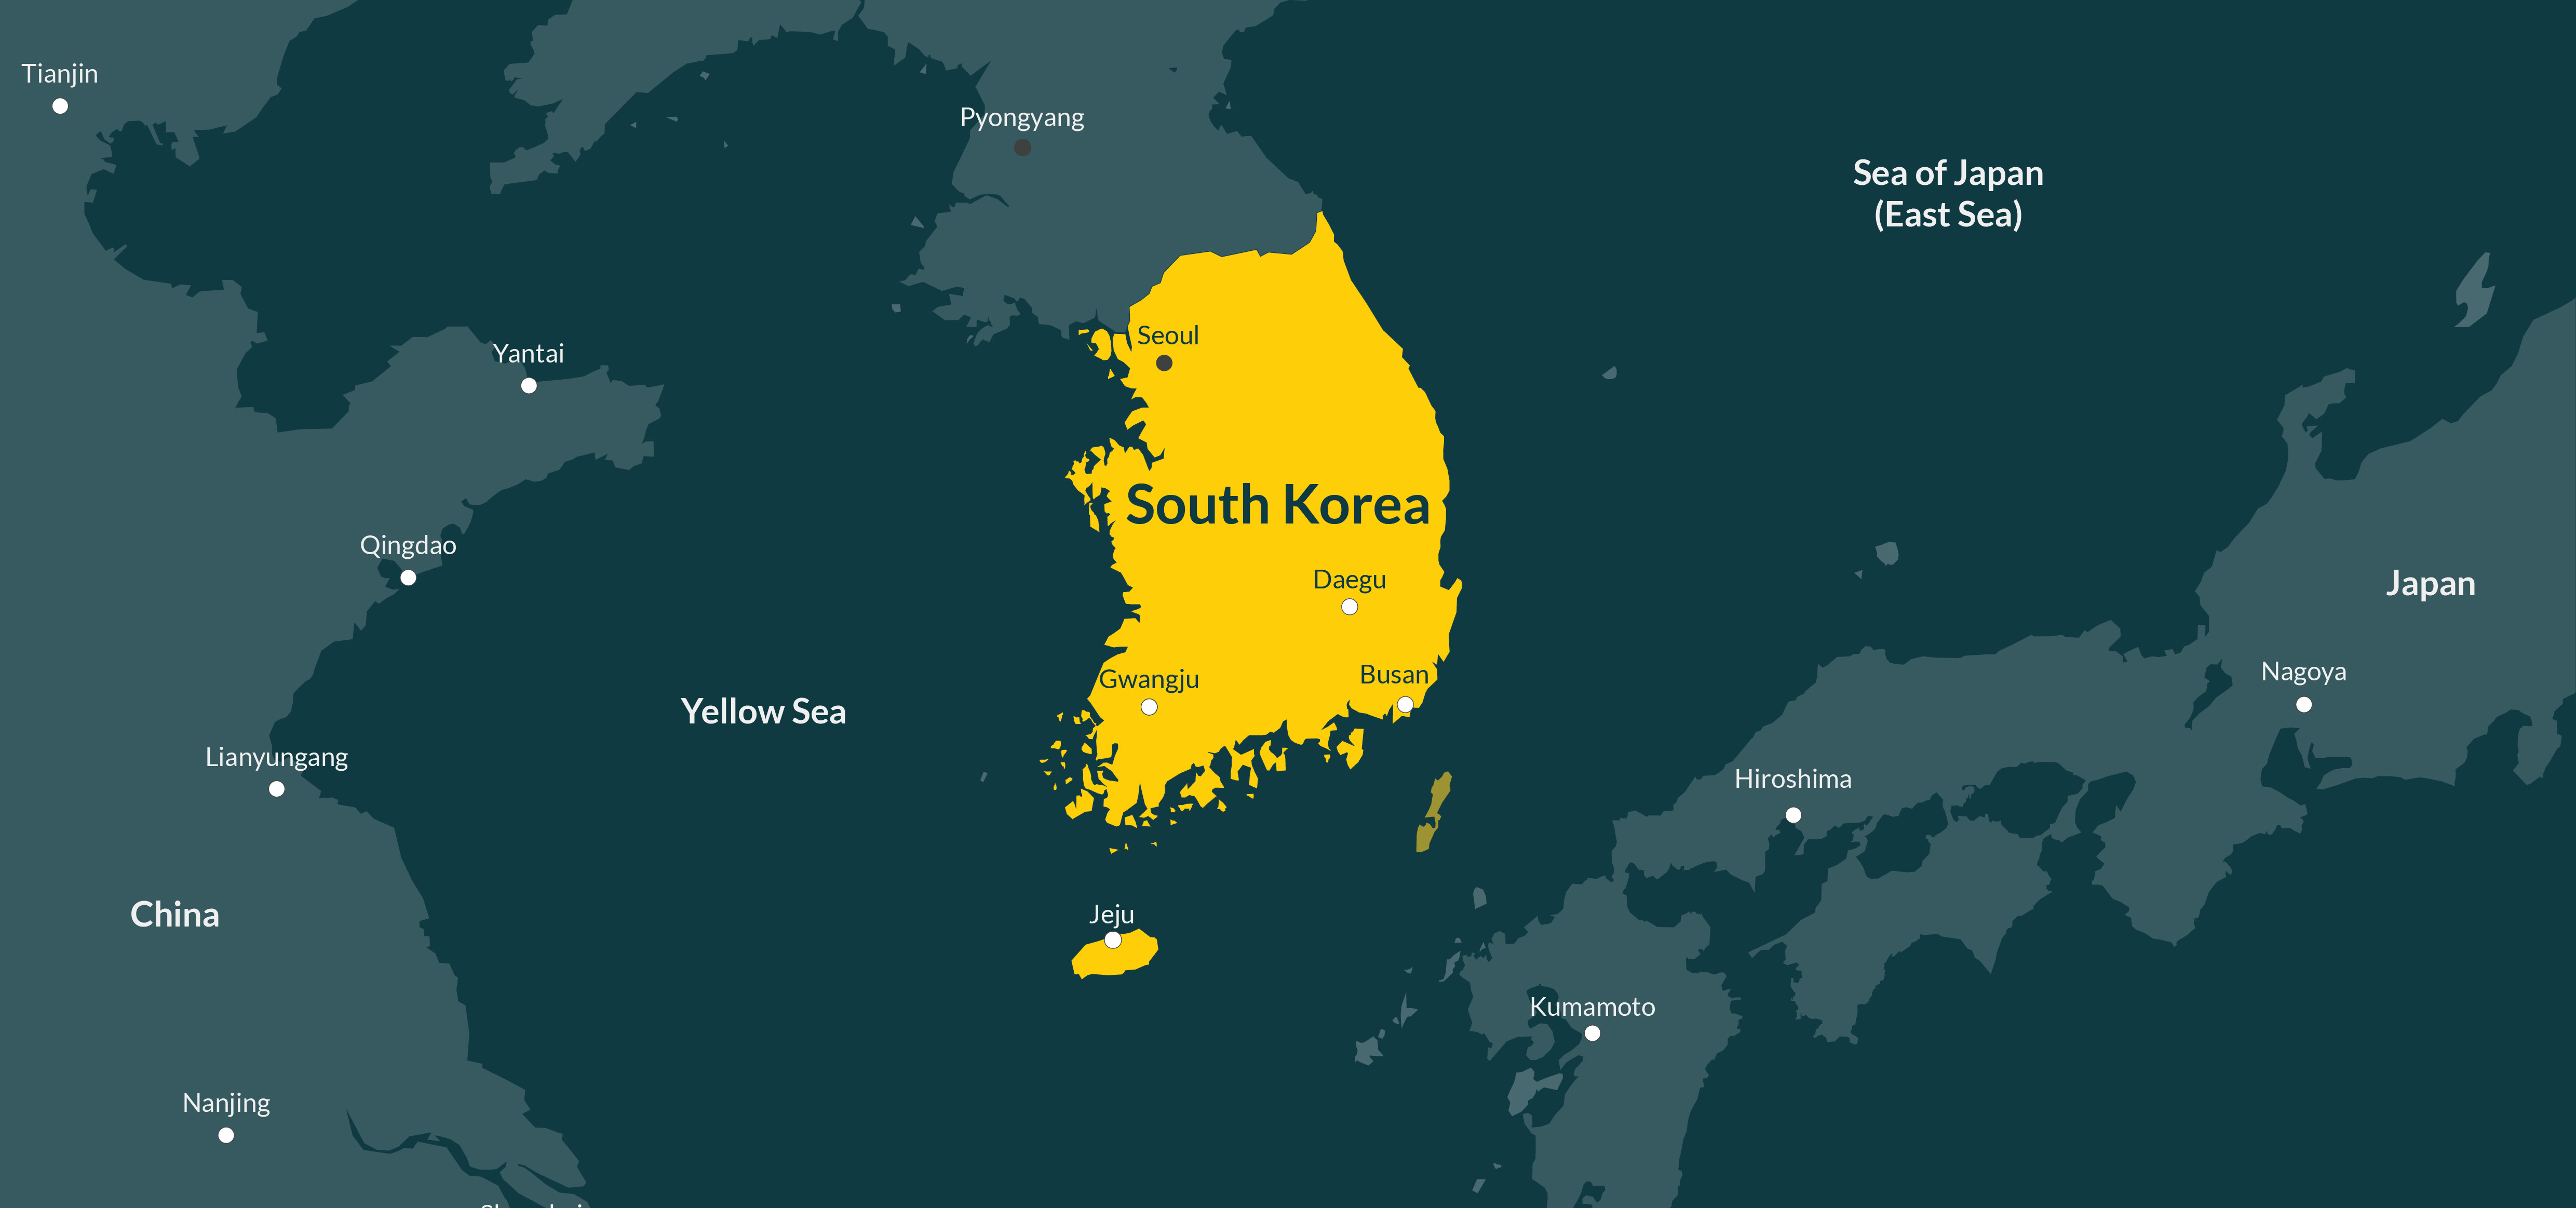 Tianjin
Pyongyang
Sea of Japan
(East Sea)
Seoul
Yantai
South Korea
Qingdao
Daegu
Japan
Nagoya
Busan
Gwangju
Yellow Sea
Lianyungang
Hiroshima
China
Jeju
Kumamoto
Nanjing